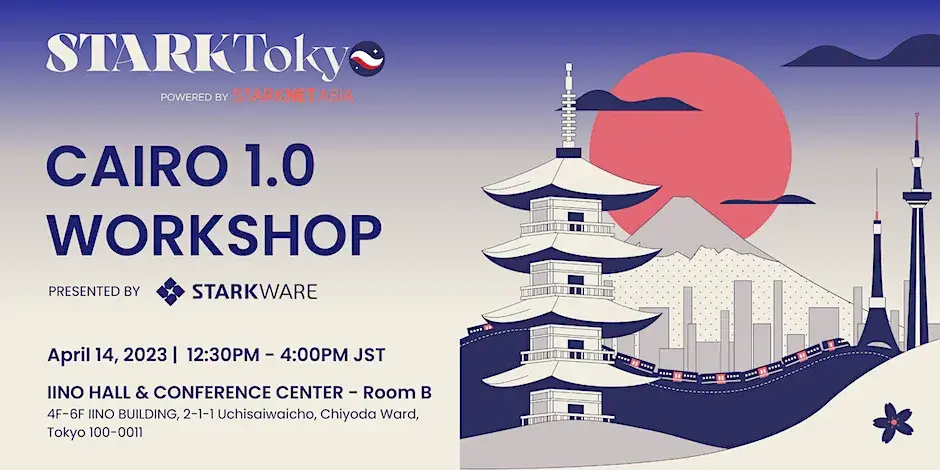 STARKTokyo
POWERED BY STARKNET ASIA
CAIRO 1.0
WORKSHOP
PRESENTED BY STARKWARE
April 14, 2023 | 12:30PM - 4:00PM JST
IINO HALL & CONFERENCE CENTER - Room B
4F-6F IINO BUILDING, 2-1-1 Uchisaiwaicho, Chiyoda Ward,
Tokyo 100-0011